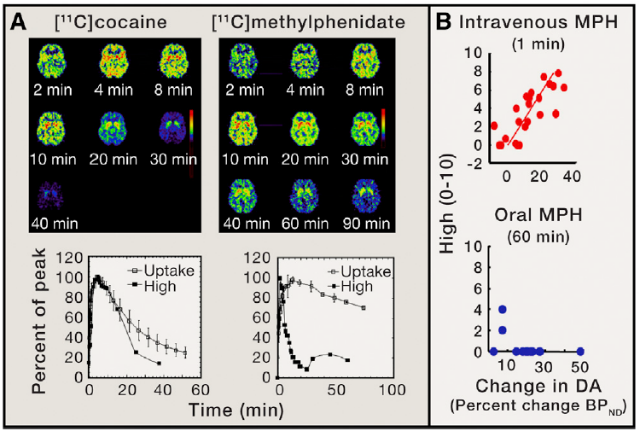 A
[¹¹C]cocaine
[¹¹C]methylphenidate
2 min 4 min 8 min
2 min 4 min 8 min
10 min 20 min 30 min
10 min 20 min 30 min
40 min
40 min 60 min 90 min
Percent of peak
120
100
80
60
40
20
0
Uptake
High
0 20 40 60
120
100
80
60
40
20
0
Uptake
High
0 50 100
Time (min)
B
Intravenous MPH
(1 min)
High (0-10)
10
8
6
4
2
0
0 20 40
Oral MPH
(60 min)
10
8
6
4
2
0
10 30 50
Change in DA
(Percent change BP_ND)